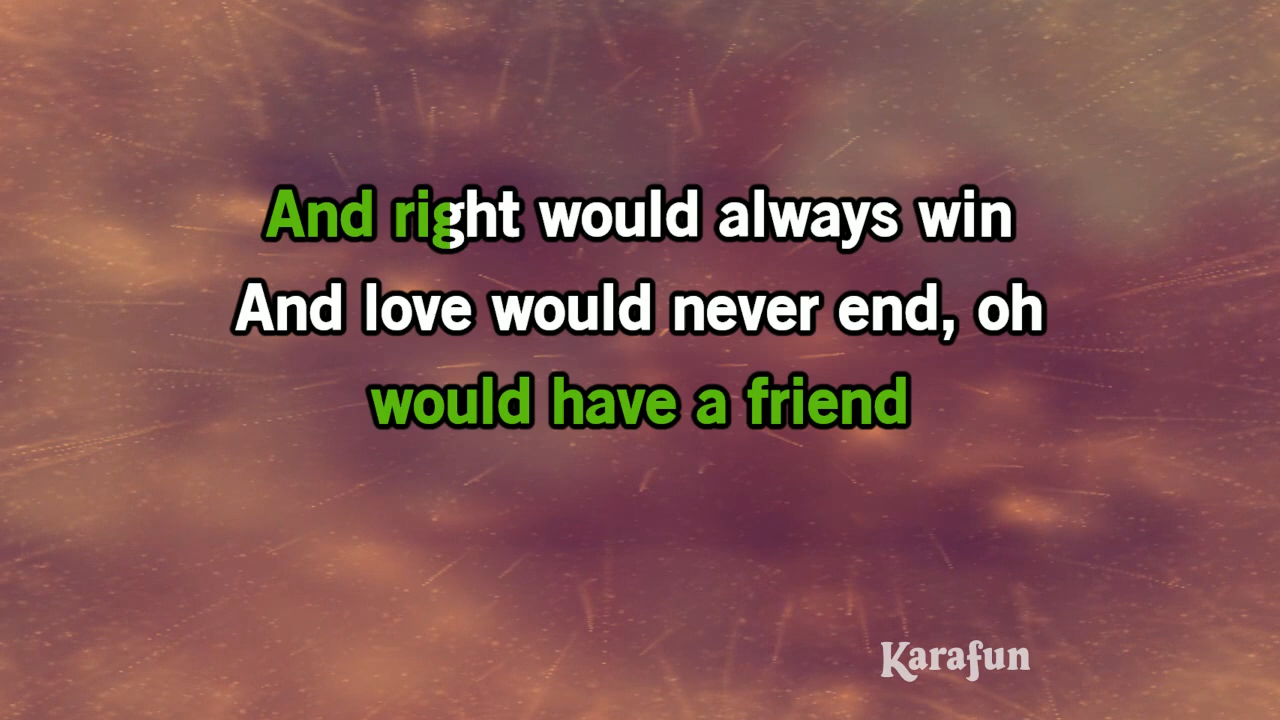 And right would always win
And love would never end, oh
would have a friend
Karafun